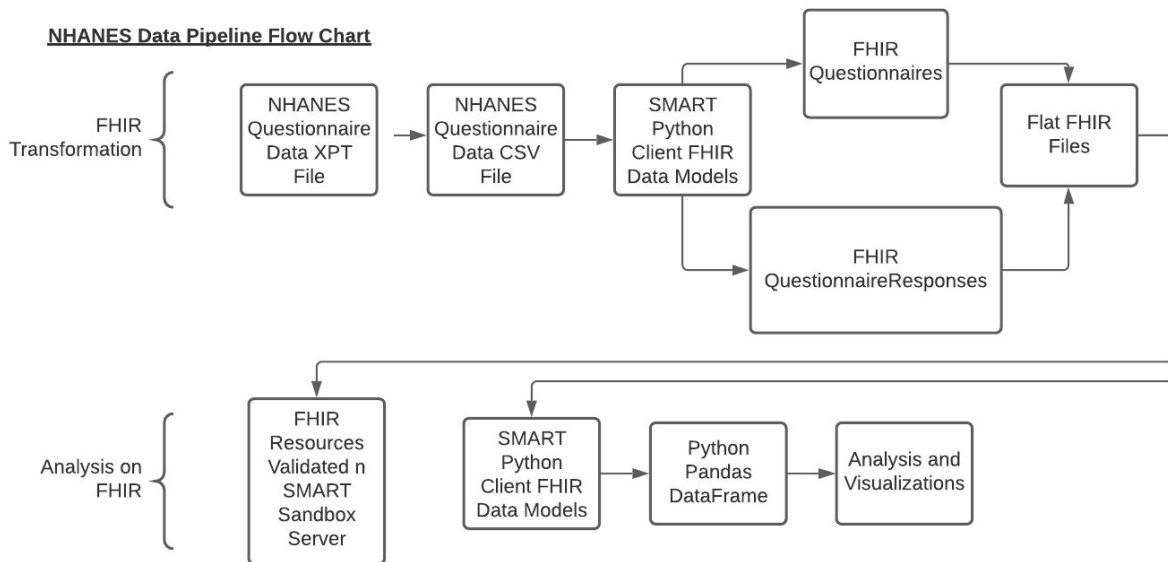 NHANES Data Pipeline Flow Chart
FHIR
Transformation
NHANES
Questionnaire
Data XPT
File
NHANES
Questionnaire
Data CSV
File
SMART
Python
Client FHIR
Data Models
FHIR
Questionnaires
FHIR
QuestionnaireResponses
Flat FHIR
Files
Analysis on
FHIR
FHIR
Resources
Validated n
SMART
Sandbox
Server
SMART
Python
Client FHIR
Data Models
Python
Pandas
DataFrame
Analysis and
Visualizations